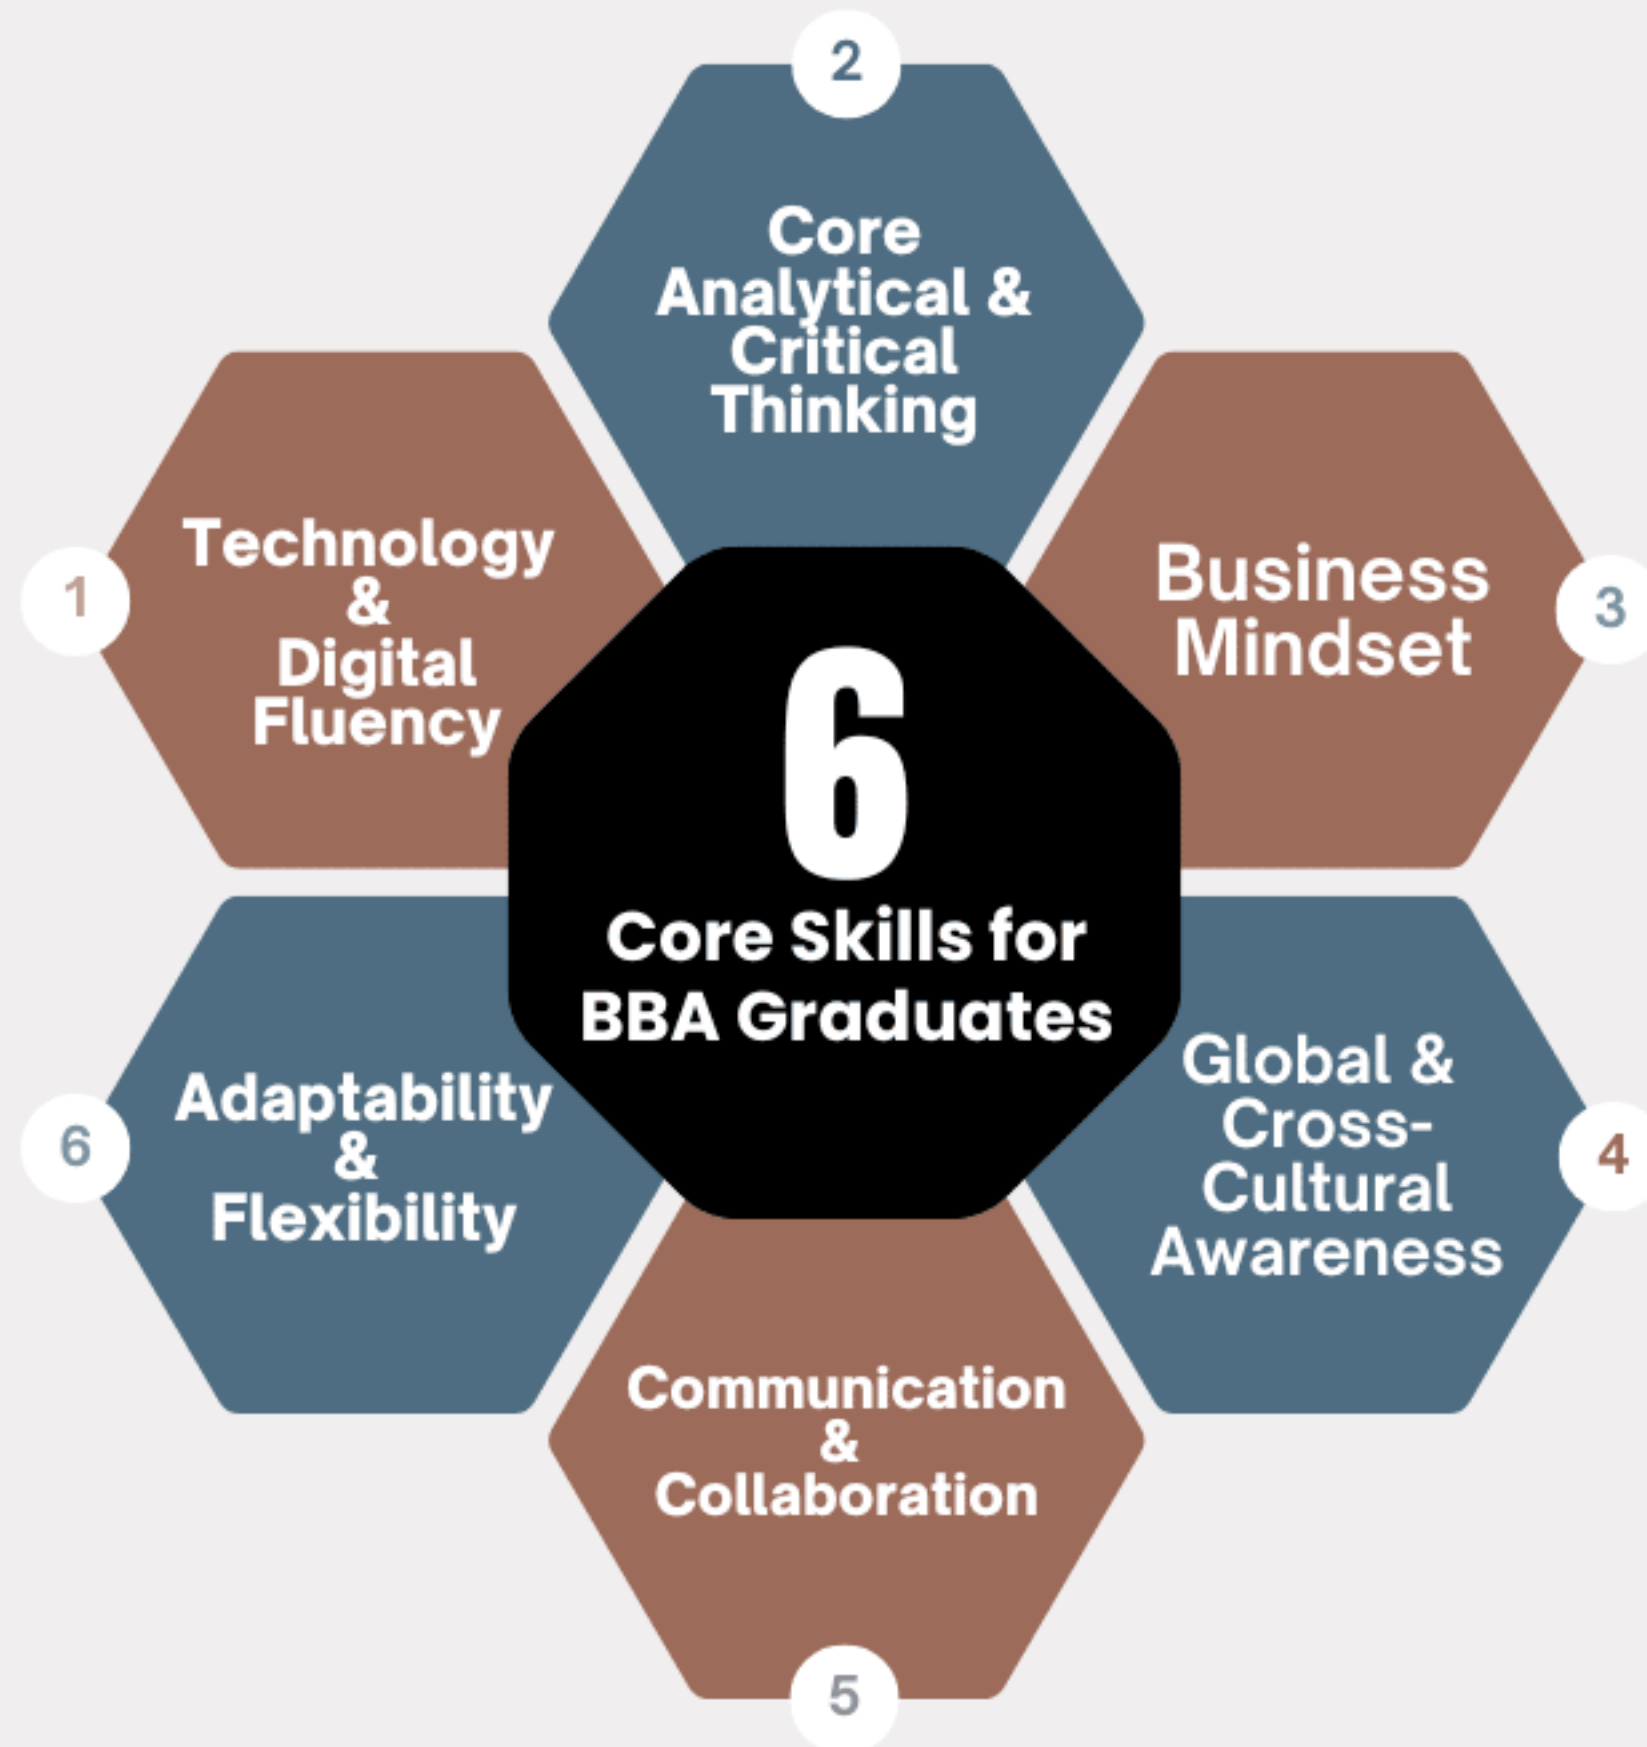 6
Core Skills for
BBA Graduates
1
Technology
&
Digital
Fluency
2
Core
Analytical &
Critical
Thinking
3
Business
Mindset
4
Global &
Cross-
Cultural
Awareness
5
Communication
&
Collaboration
6
Adaptability
&
Flexibility